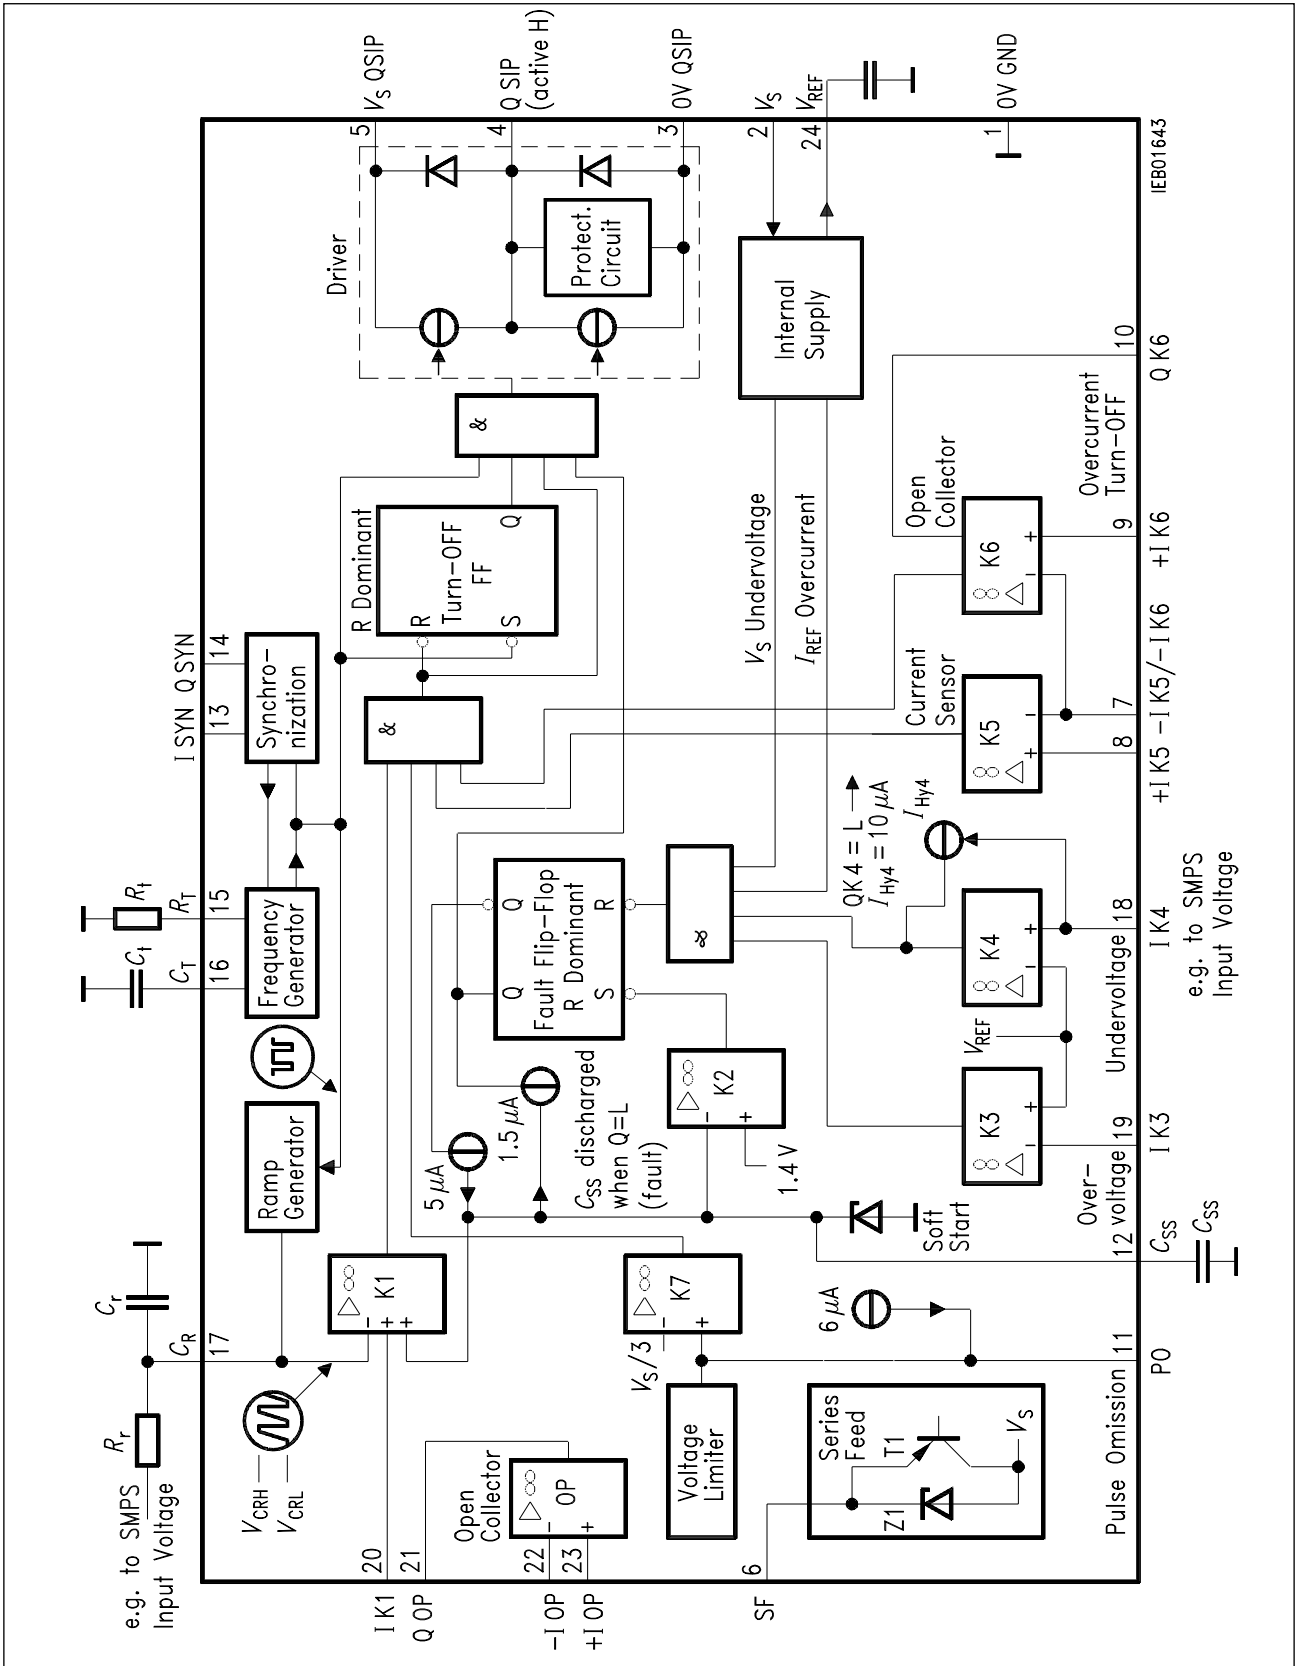 e.g. to SMPS
Input Voltage
Rr
Cr
CR
17
VCRH
VCRL
Ramp
Generator
Ct
CT
16
Rt
RT
15
Frequency
Generator
I SYN
13
Q SYN
14
Synchro-
nization
I K1
20
Q OP
21
-I OP
22
+I OP
23
SF
6
Open
Collector
OP
- +
K1
- + +
5 µA
1.5 µA
CSS discharged
when Q=L
(fault)
&
R Dominant
Turn-OFF
FF
R
S
Q
&
Driver
Protect.
Circuit
5
VS QSIP
4
Q SIP
(active H)
3
0V QSIP
2
VS
24
VREF
1
0V GND
Internal
Supply
VS Undervoltage
IREF Overcurrent
Fault Flip-Flop
R Dominant
Q
Q
S
R
&
K2
- +
1.4 V
K7
- +
VS/3
Voltage
Limiter
6 µA
Series
Feed
Z1
T1
VS
Soft
Start
K3
- +
VREF
K4
- +
QK4 = L
IHy4 = 10 µA
IHy4
Current
Sensor
K5
+ -
Open
Collector
K6
- +
Pulse Omission
11
PO
12
CSS
CSS
Over-
voltage
19
I K3
Undervoltage
18
I K4
e.g. to SMPS
Input Voltage
8
+I K5
7
-I K5/-I K6
9
+I K6
Overcurrent
Turn-OFF
10
Q K6
IEB01643